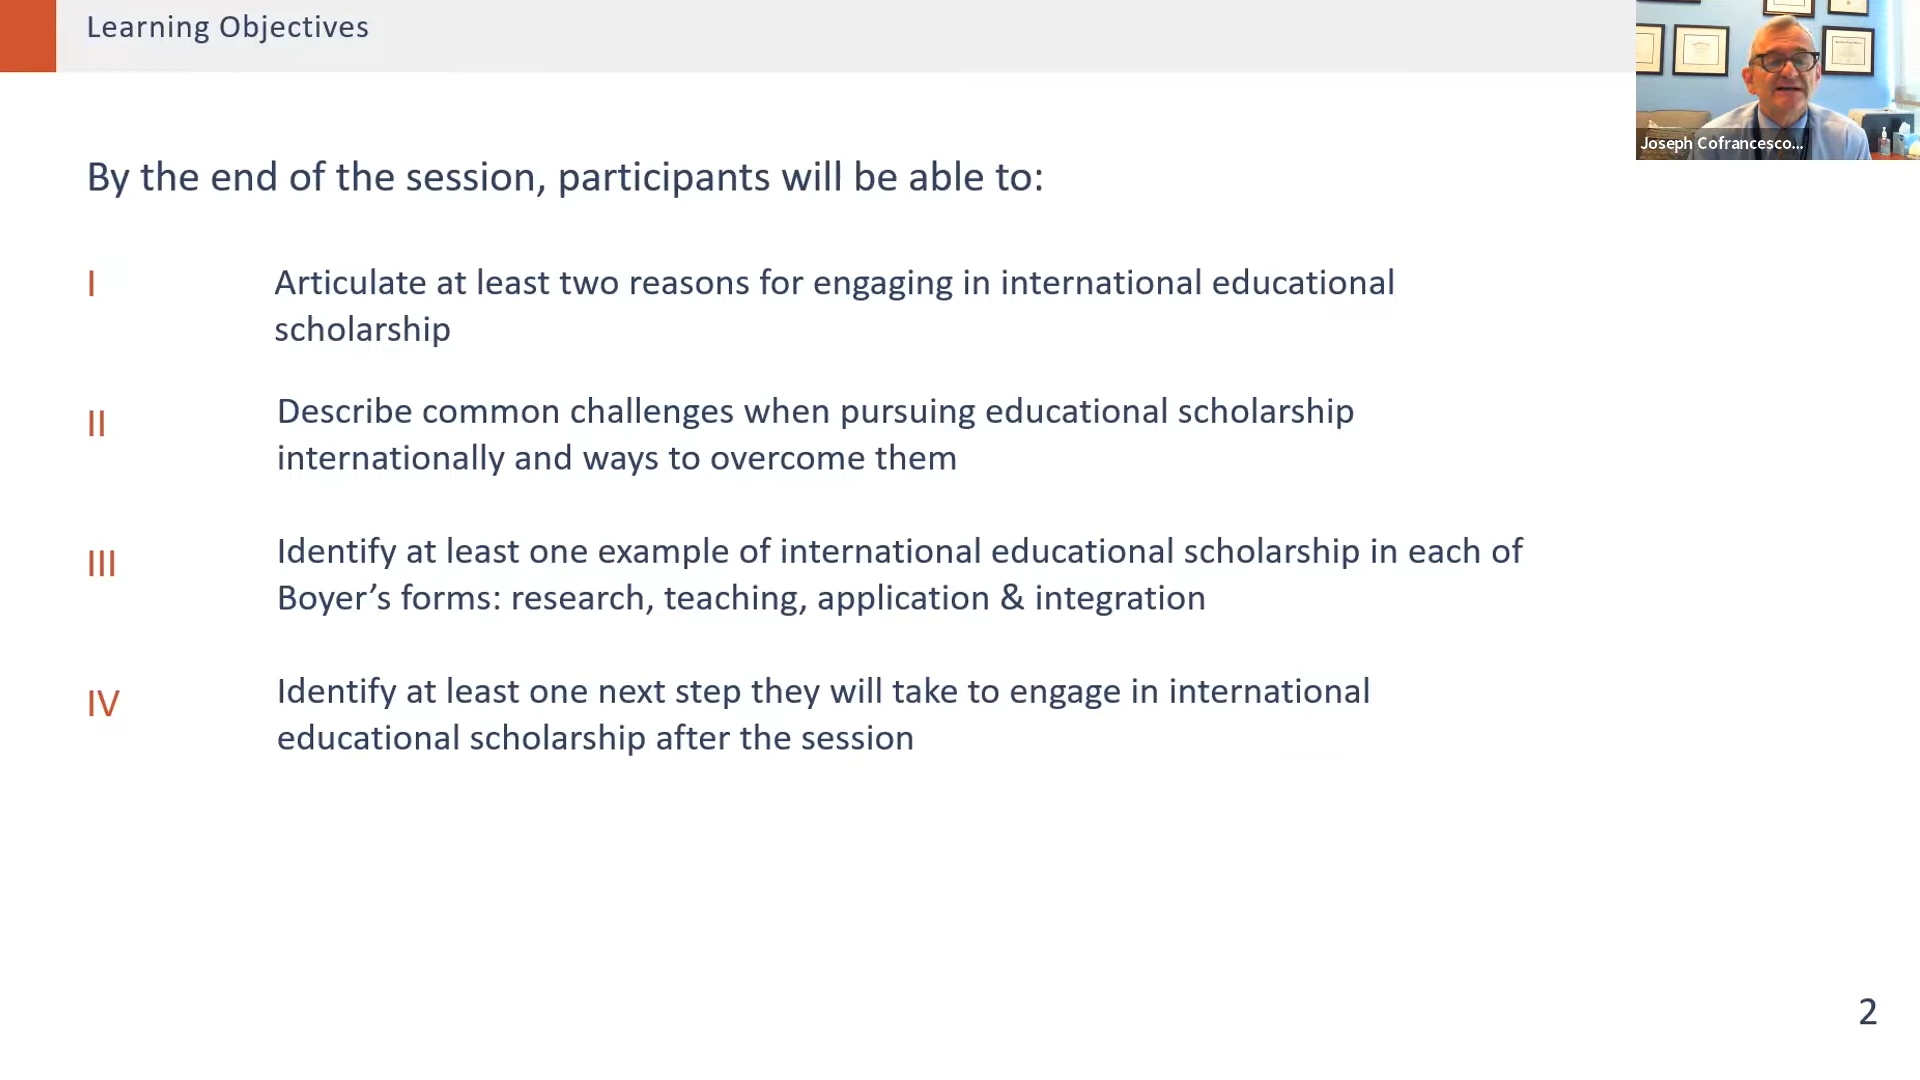 Learning Objectives
Joseph Cofrancesco...
By the end of the session, participants will be able to:
I
Articulate at least two reasons for engaging in international educational
scholarship
II
Describe common challenges when pursuing educational scholarship
internationally and ways to overcome them
III
Identify at least one example of international educational scholarship in each of
Boyer’s forms: research, teaching, application & integration
IV
Identify at least one next step they will take to engage in international
educational scholarship after the session
2